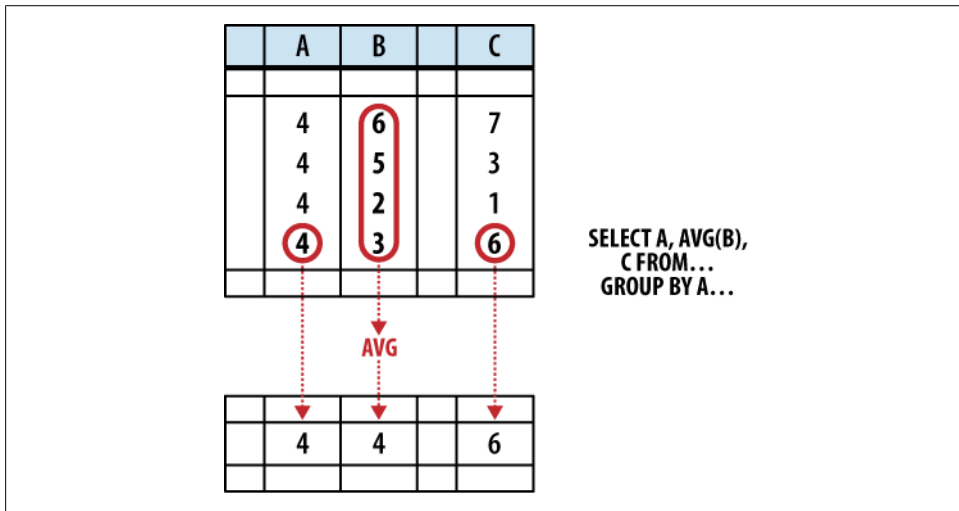 A B C
4 6 7
4 5 3
4 2 1
4 3 6
SELECT A, AVG(B),
C FROM...
GROUP BY A...
AVG
4 4 6